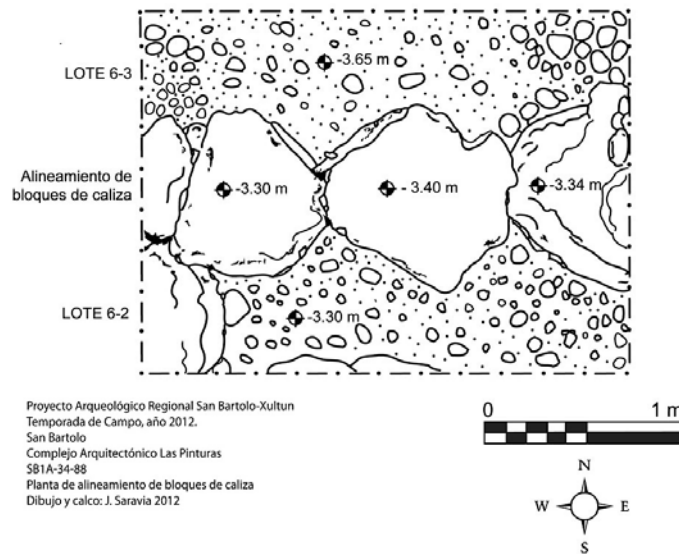 LOTE 6-3
-3.65 m
Alineamiento de
bloques de caliza
-3.30 m
- 3.40 m
-3.34 m
LOTE 6-2
-3.30 m
Proyecto Arqueológico Regional San Bartolo-Xultun
Temporada de Campo, año 2012.
San Bartolo
Complejo Arquitectónico Las Pinturas
SB1A-34-88
Planta de alineamiento de bloques de caliza
Dibujo y calco: J. Saravia 2012
0 1 m
N
W E
S